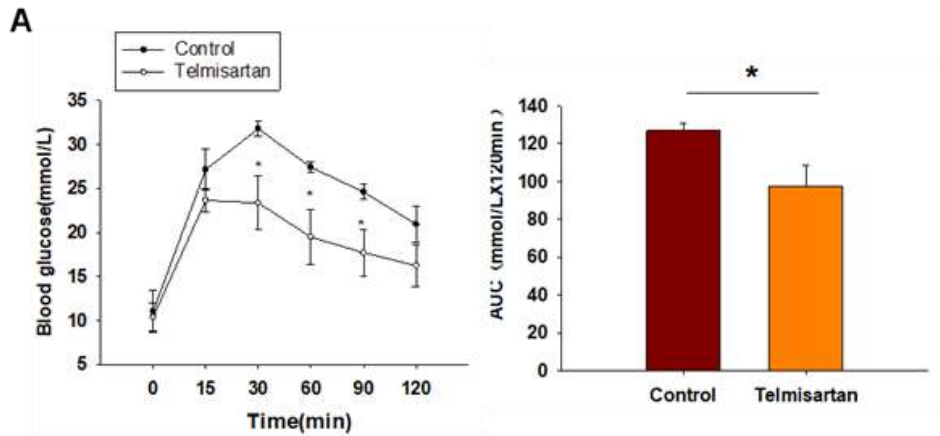 A
Control
Telmisartan
Blood glucose(mmol/L)
35
30
25
20
15
10
5
*
*
*
0 15 30 60 90 120
Time(min)
*
AUC (mmol/LX120min)
140
120
100
80
60
40
20
0
Control Telmisartan